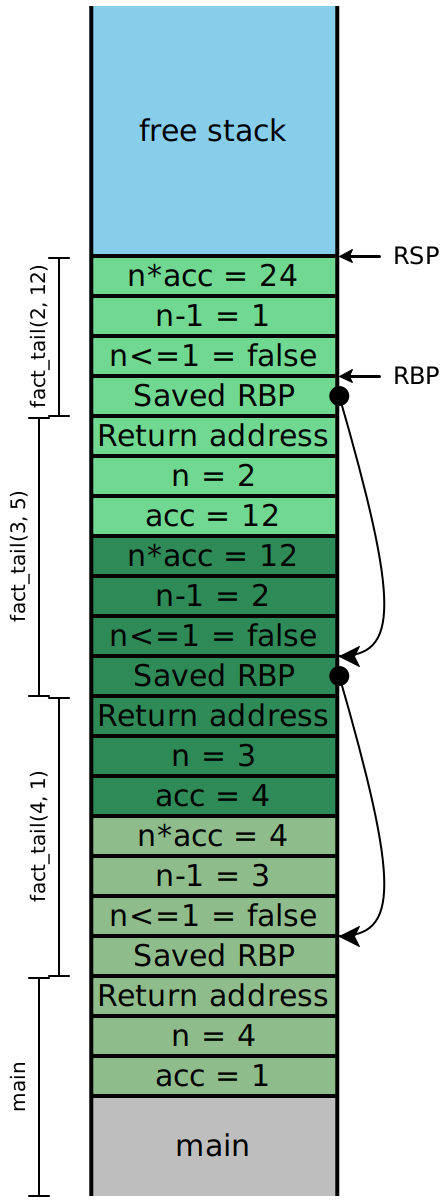 free stack
RSP
n*acc = 24
n-1 = 1
n<=1 = false
RBP
Saved RBP
fact_tail(2, 12)
Return address
n = 2
acc = 12
n*acc = 12
n-1 = 2
n<=1 = false
Saved RBP
fact_tail(3, 5)
Return address
n = 3
acc = 4
n*acc = 4
n-1 = 3
n<=1 = false
Saved RBP
fact_tail(4, 1)
Return address
n = 4
acc = 1
main
main